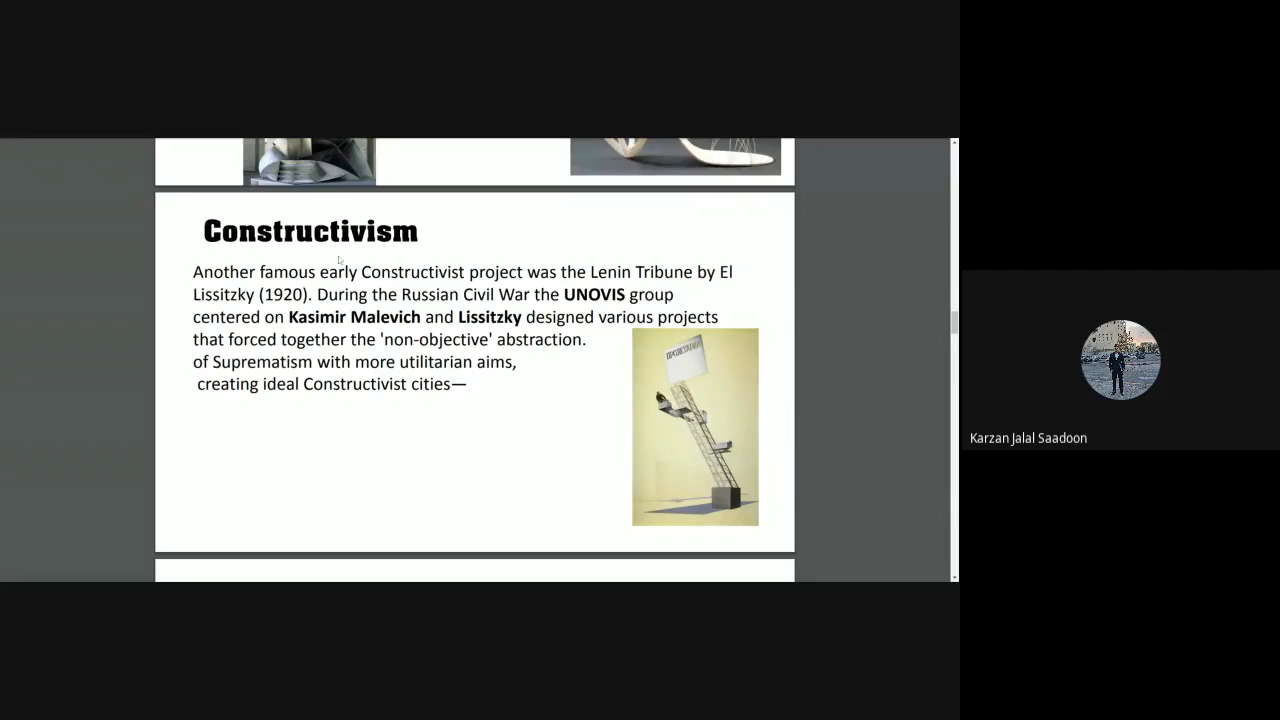 Constructivism
Another famous early Constructivist project was the Lenin Tribune by El
Lissitzky (1920). During the Russian Civil War the UNOVIS group
centered on Kasimir Malevich and Lissitzky designed various projects
that forced together the 'non-objective' abstraction.
of Suprematism with more utilitarian aims,
creating ideal Constructivist cities—
Karzan Jalal Saadoon